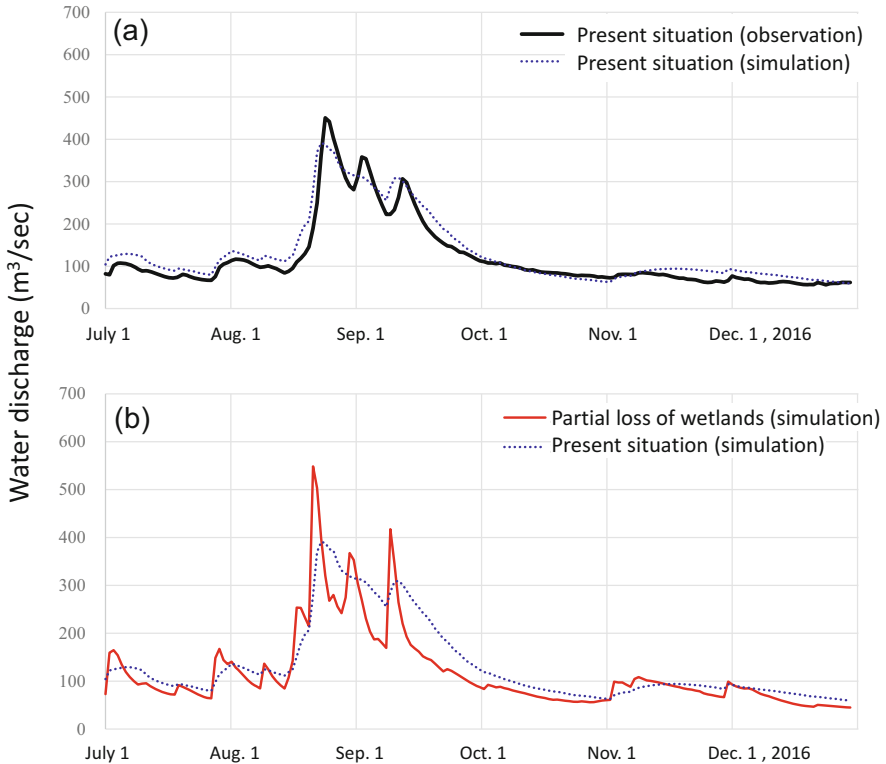 (a)
Present situation (observation)
Present situation (simulation)
700
600
500
400
300
200
100
0
July 1
Aug. 1
Sep. 1
Oct. 1
Nov. 1
Dec. 1 , 2016
Water discharge (m³/sec)
(b)
Partial loss of wetlands (simulation)
Present situation (simulation)
700
600
500
400
300
200
100
0
July 1
Aug. 1
Sep. 1
Oct. 1
Nov. 1
Dec. 1 , 2016